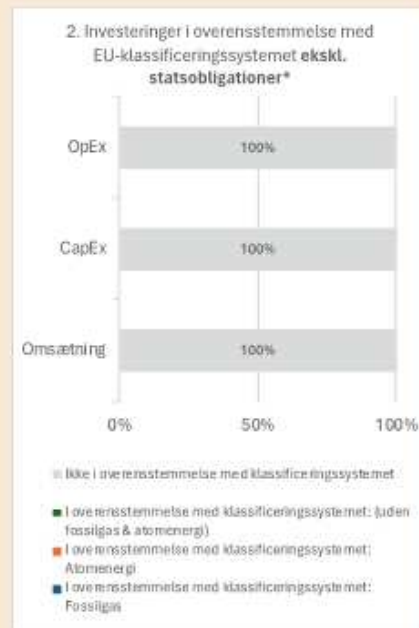 2. Investeringer i overensstemmelse med
EU-klassificeringssystemet ekskl.
statsobligationer*
OpEx
100%
CapEx
100%
Omsætning
100%
0%
50%
100%
Ikke i overensstemmelse med klassificeringssystemet
I overensstemmelse med klassificeringssystemet: (uden
fossilgas & atomenergi)
I overensstemmelse med klassificeringssystemet:
Atomenergi
I overensstemmelse med klassificeringssystemet:
Fossilgas